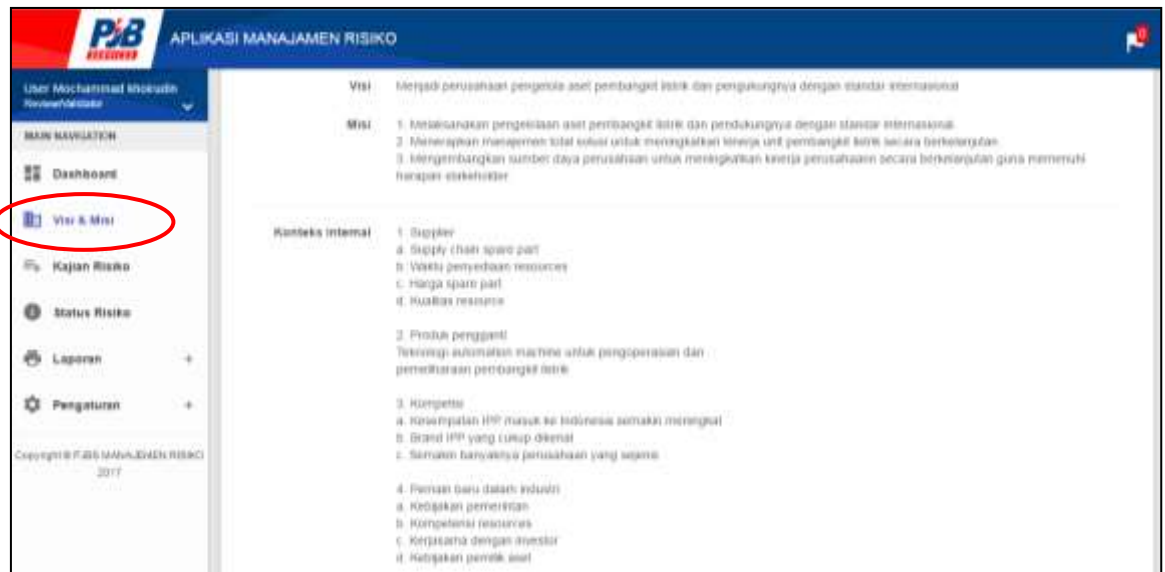 PJB
SERVICES
APLIKASI MANAJAMEN RISIKO
0
User Mochammad khoirudin
Reviewer/Validator
MAIN NAVIGATION
Dashboard
Visi & Misi
Kajian Risiko
Status Risiko
Laporan +
Pengaturan +
Copyright © PJBS MANAJEMEN RISIKO
2017
Visi Menjadi perusahaan pengelola aset pembangkit listrik dan pengukungnya dengan standar internasional
Misi 1. Melaksanakan pengelolaan aset pembangkit listrik dan pendukungnya dengan standar internasional.
2. Menerapkan manajemen total solusi untuk meningkatkan kinerja unit pembangkit listrik secara berkelanjutan.
3. Mengembangkan sumber daya perusahaan untuk meningkatkan kinerja perusahaann secara berkelanjutan guna memenuhi
harapan stakeholder
Konteks Internal 1. Supplier
a. Supply chain spare part
b. Waktu penyediaan resources
c. Harga spare part
d. Kualitas resource
2. Produk pengganti
Teknologi automation machine untuk pengoperasian dan
pemeliharaan pembangkit listrik
3. Kompetisi
a. Kesempatan IPP masuk ke Indonesia semakin meningkat
b. Brand IPP yang cukup dikenal
c. Semakin banyaknya perusahaan yang sejenis
4. Pemain baru dalam industri
a. Kebijakan pemerintan
b. Kompetensi resources
c. Kerjasama dengan investor
d. Kebijakan pemilik aset